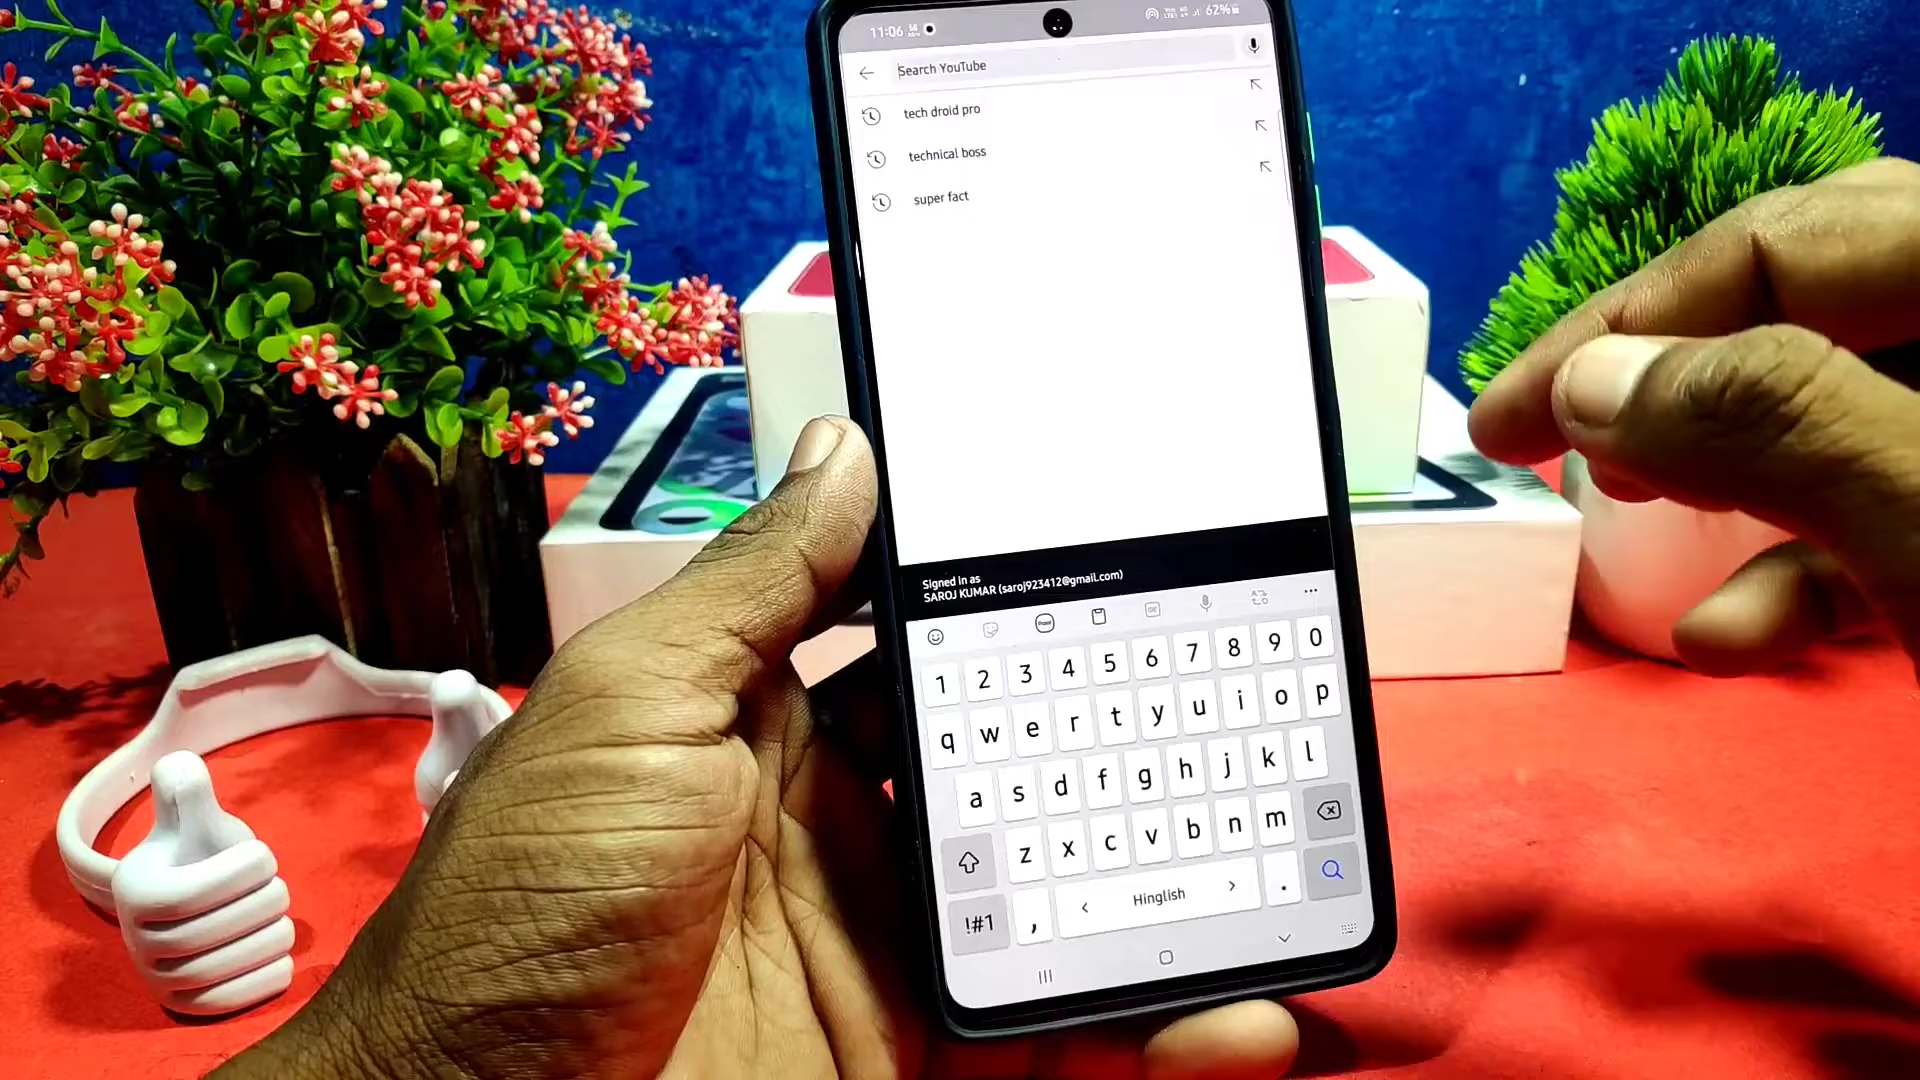 11:06
62%
Search YouTube
tech droid pro
technical boss
super fact
Signed in as
SAROJ KUMAR (saroj923412@gmail.com)
1 2 3 4 5 6 7 8 9 0
q w e r t y u i o p
a s d f g h j k l
z x c v b n m
!#1 , < Hinglish > .